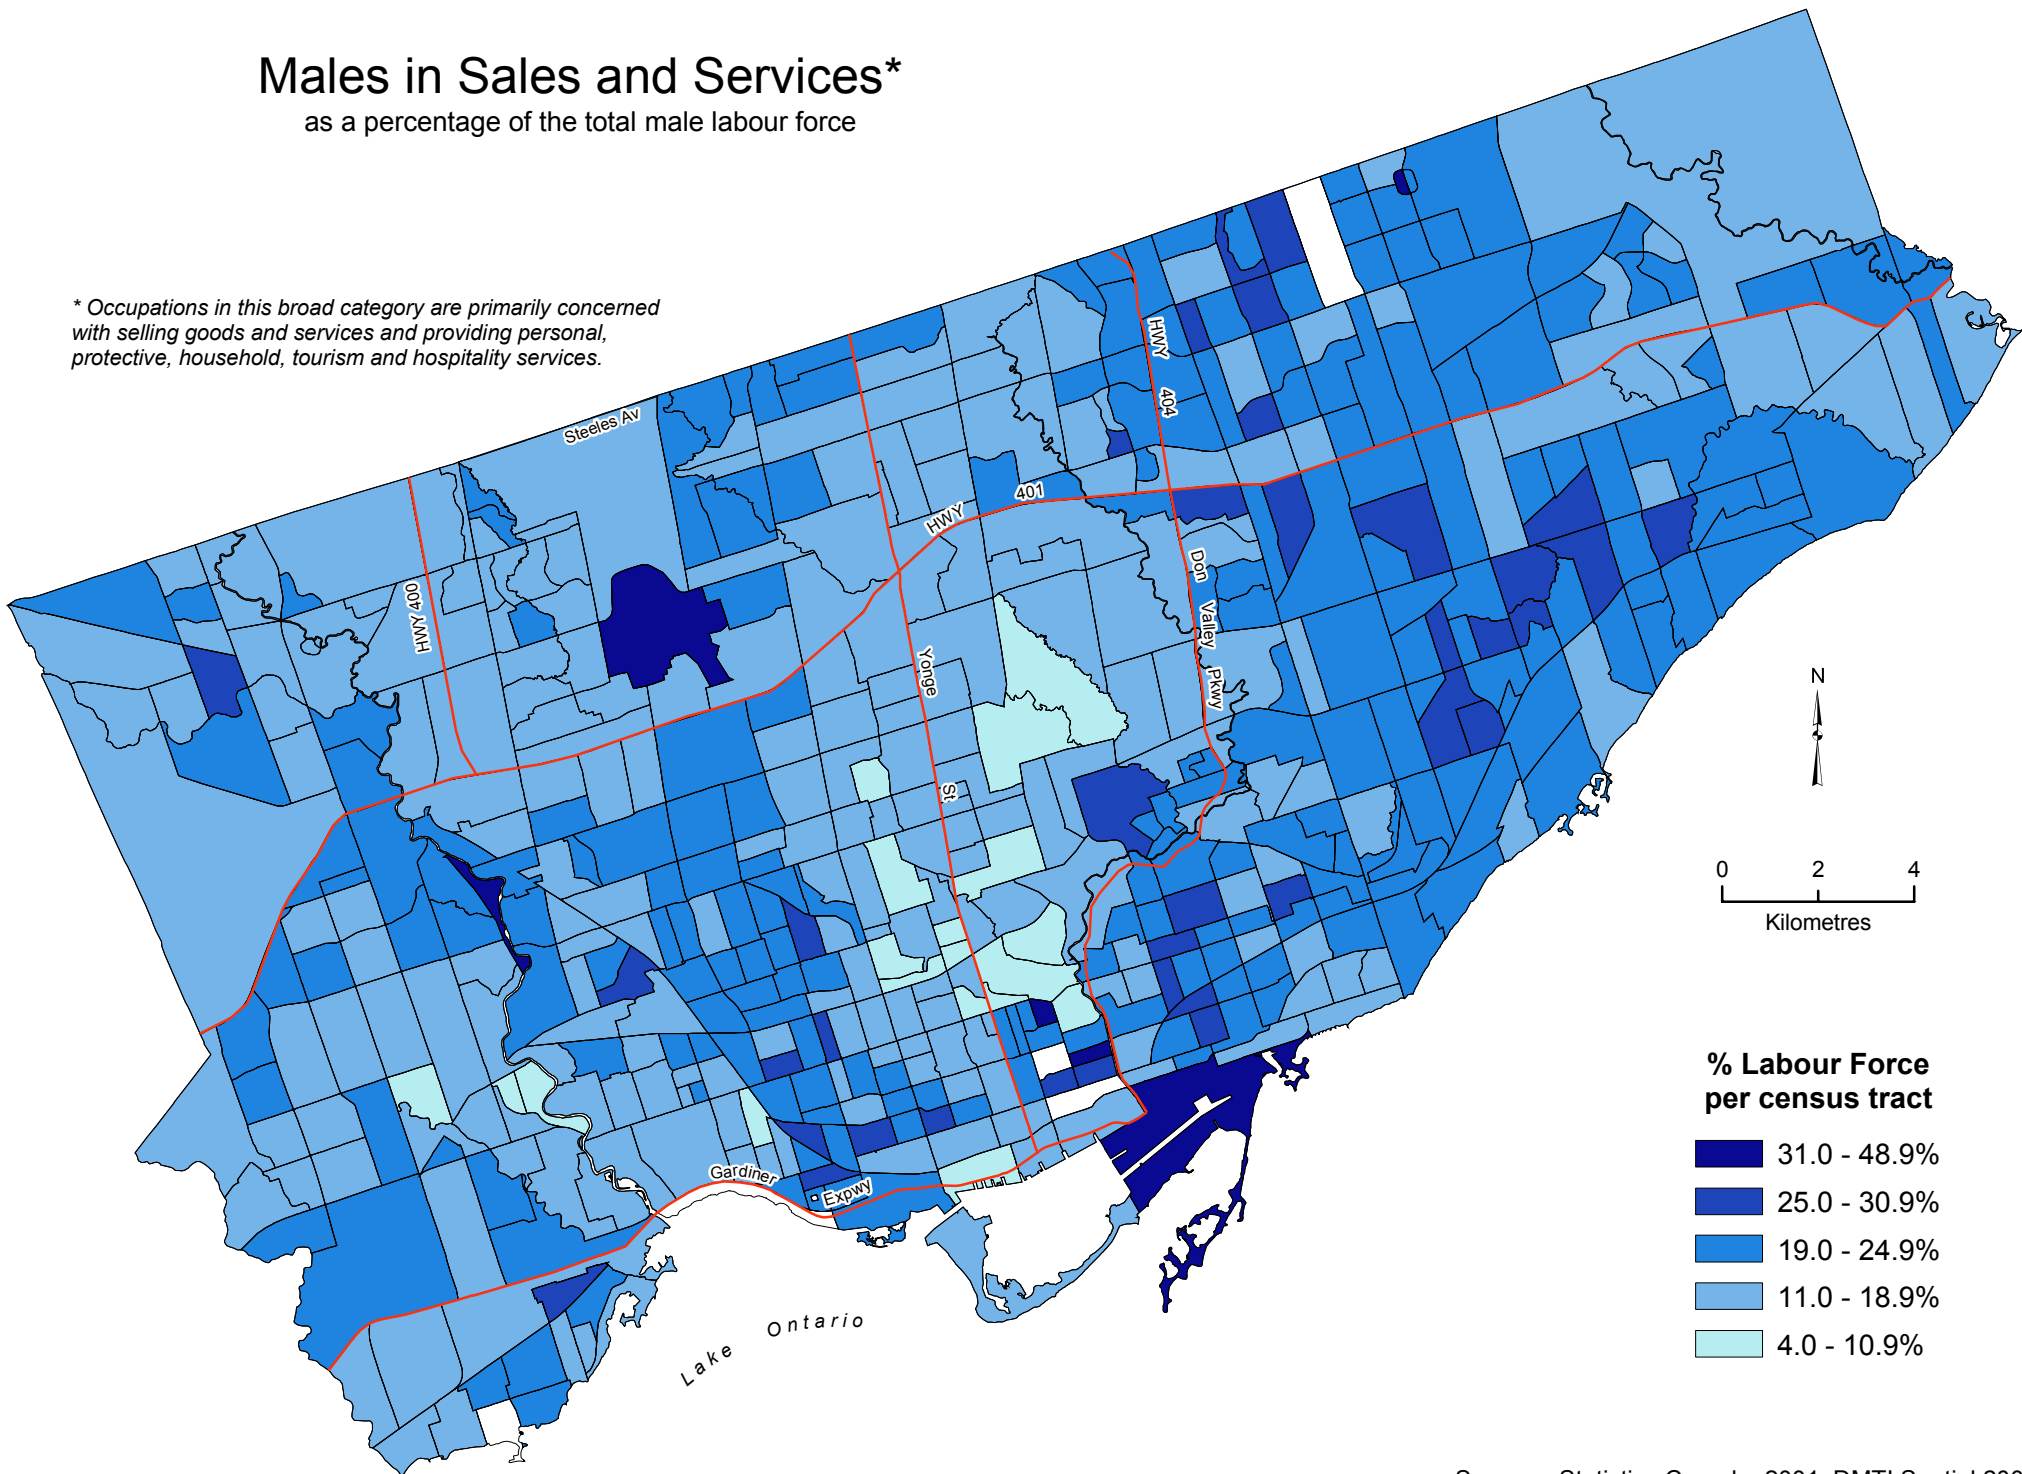 Males in Sales and Services*
as a percentage of the total male labour force
* Occupations in this broad category are primarily concerned
with selling goods and services and providing personal,
protective, household, tourism and hospitality services.
Steeles Av
HWY 400
HWY
401
HWY
404
Don
Valley
Pkwy
Yonge
St
Gardiner
Expwy
Lake Ontario
N
0 2 4
Kilometres
% Labour Force
per census tract
31.0 - 48.9%
25.0 - 30.9%
19.0 - 24.9%
11.0 - 18.9%
4.0 - 10.9%